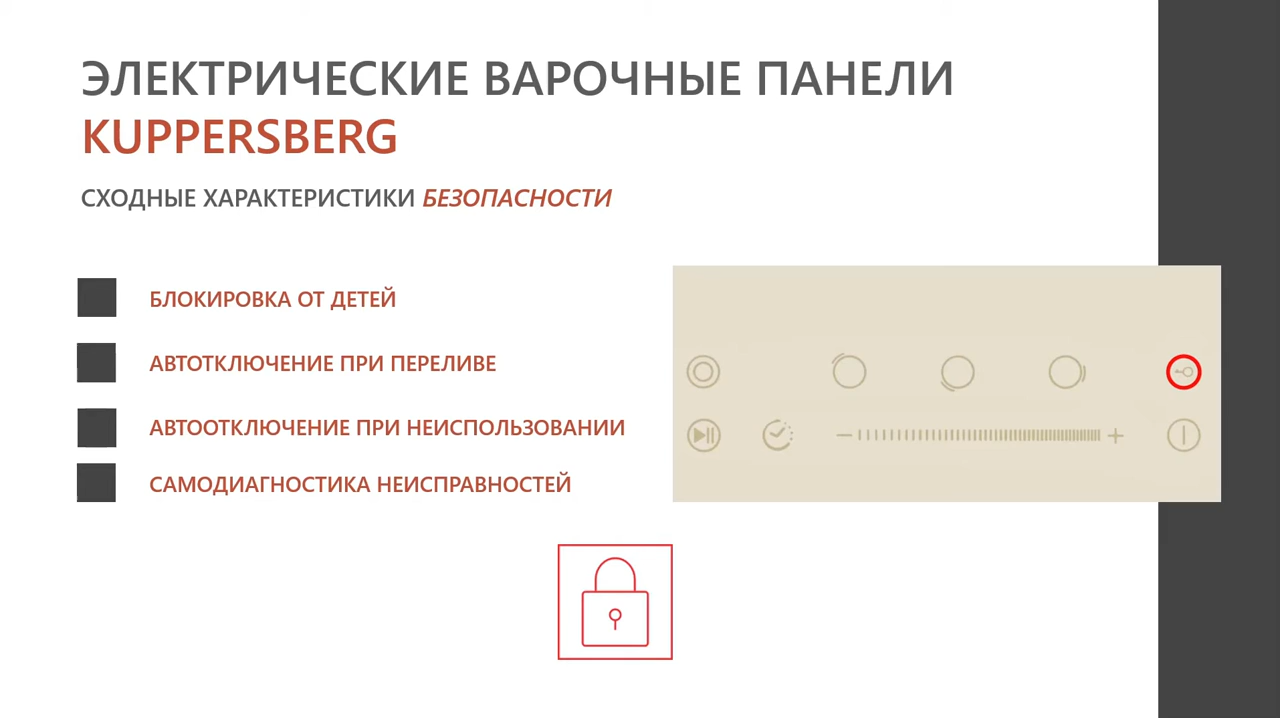 ЭЛЕКТРИЧЕСКИЕ ВАРОЧНЫЕ ПАНЕЛИ
KUPPERSBERG
СХОДНЫЕ ХАРАКТЕРИСТИКИ БЕЗОПАСНОСТИ
БЛОКИРОВКА ОТ ДЕТЕЙ
АВТОТКЛЮЧЕНИЕ ПРИ ПЕРЕЛИВЕ
АВТООТКЛЮЧЕНИЕ ПРИ НЕИСПОЛЬЗОВАНИИ
САМОДИАГНОСТИКА НЕИСПРАВНОСТЕЙ